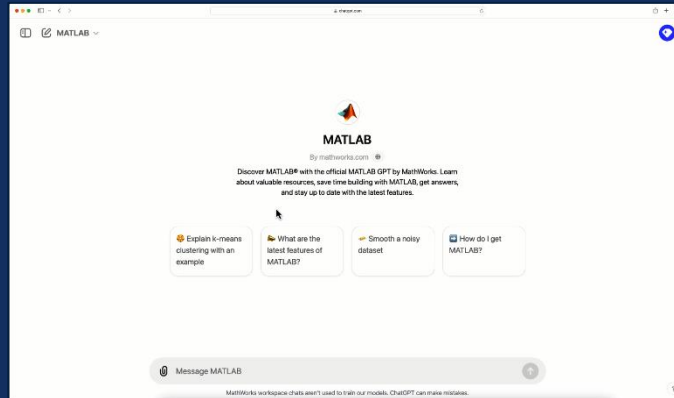 chatgpt.com
MATLAB
MATLAB
By mathworks.com
Discover MATLAB® with the official MATLAB GPT by MathWorks. Learn
about valuable resources, save time building with MATLAB, get answers,
and stay up to date with the latest features.
Explain k-means
clustering with an
example
What are the
latest features of
MATLAB?
Smooth a noisy
dataset
How do I get
MATLAB?
Message MATLAB
MathWorks workspace chats aren't used to train our models. ChatGPT can make mistakes.